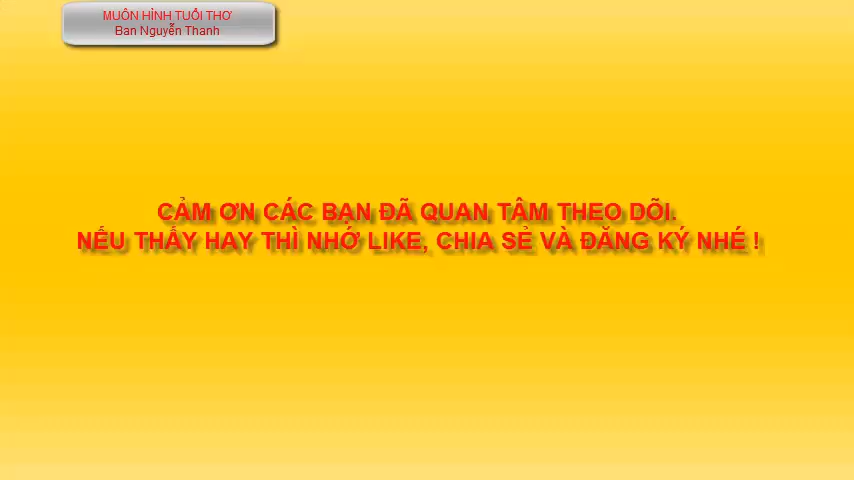 MUÔN HÌNH TUỔI THƠ
Ban Nguyễn Thanh
CẢM ƠN CÁC BẠN ĐÃ QUAN TÂM THEO DÕI.
NẾU THẤY HAY THÌ NHỚ LIKE, CHIA SẺ VÀ ĐĂNG KÝ NHÉ !